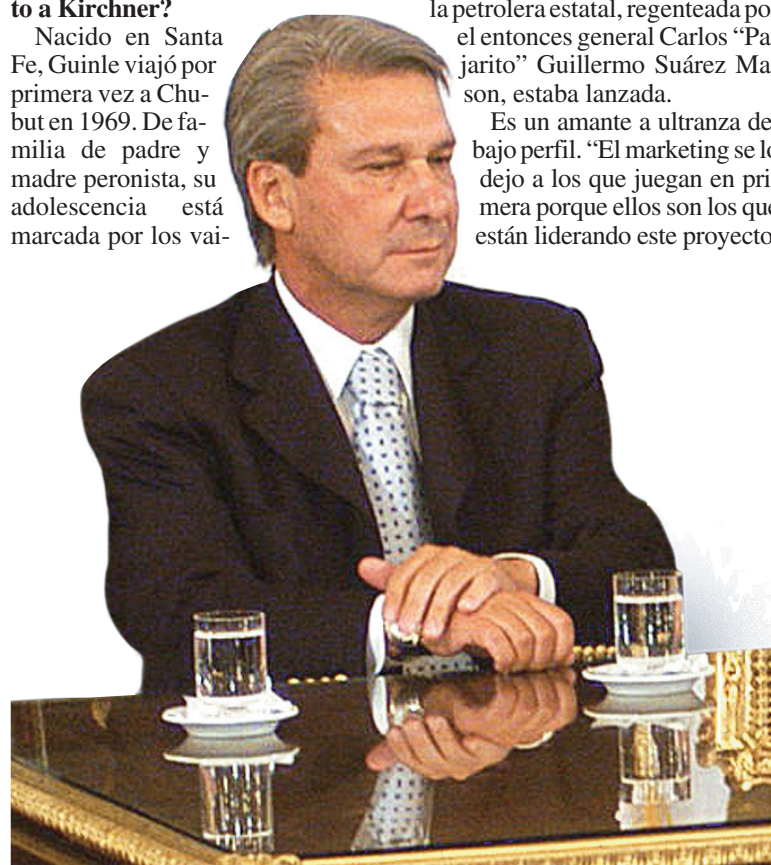 to a Kirchner?
Nacido en Santa
Fe, Guinle viajó por
primera vez a Chu-
but en 1969. De fa-
milia de padre y
madre peronista, su
adolescencia está
marcada por los vai-
la petrolera estatal, regenteada po
el entonces general Carlos “Pa
jarito” Guillermo Suárez Ma
son, estaba lanzada.
Es un amante a ultranza de
bajo perfil. “El marketing se lo
dejo a los que juegan en pri
mera porque ellos son los que
están liderando este proyecto